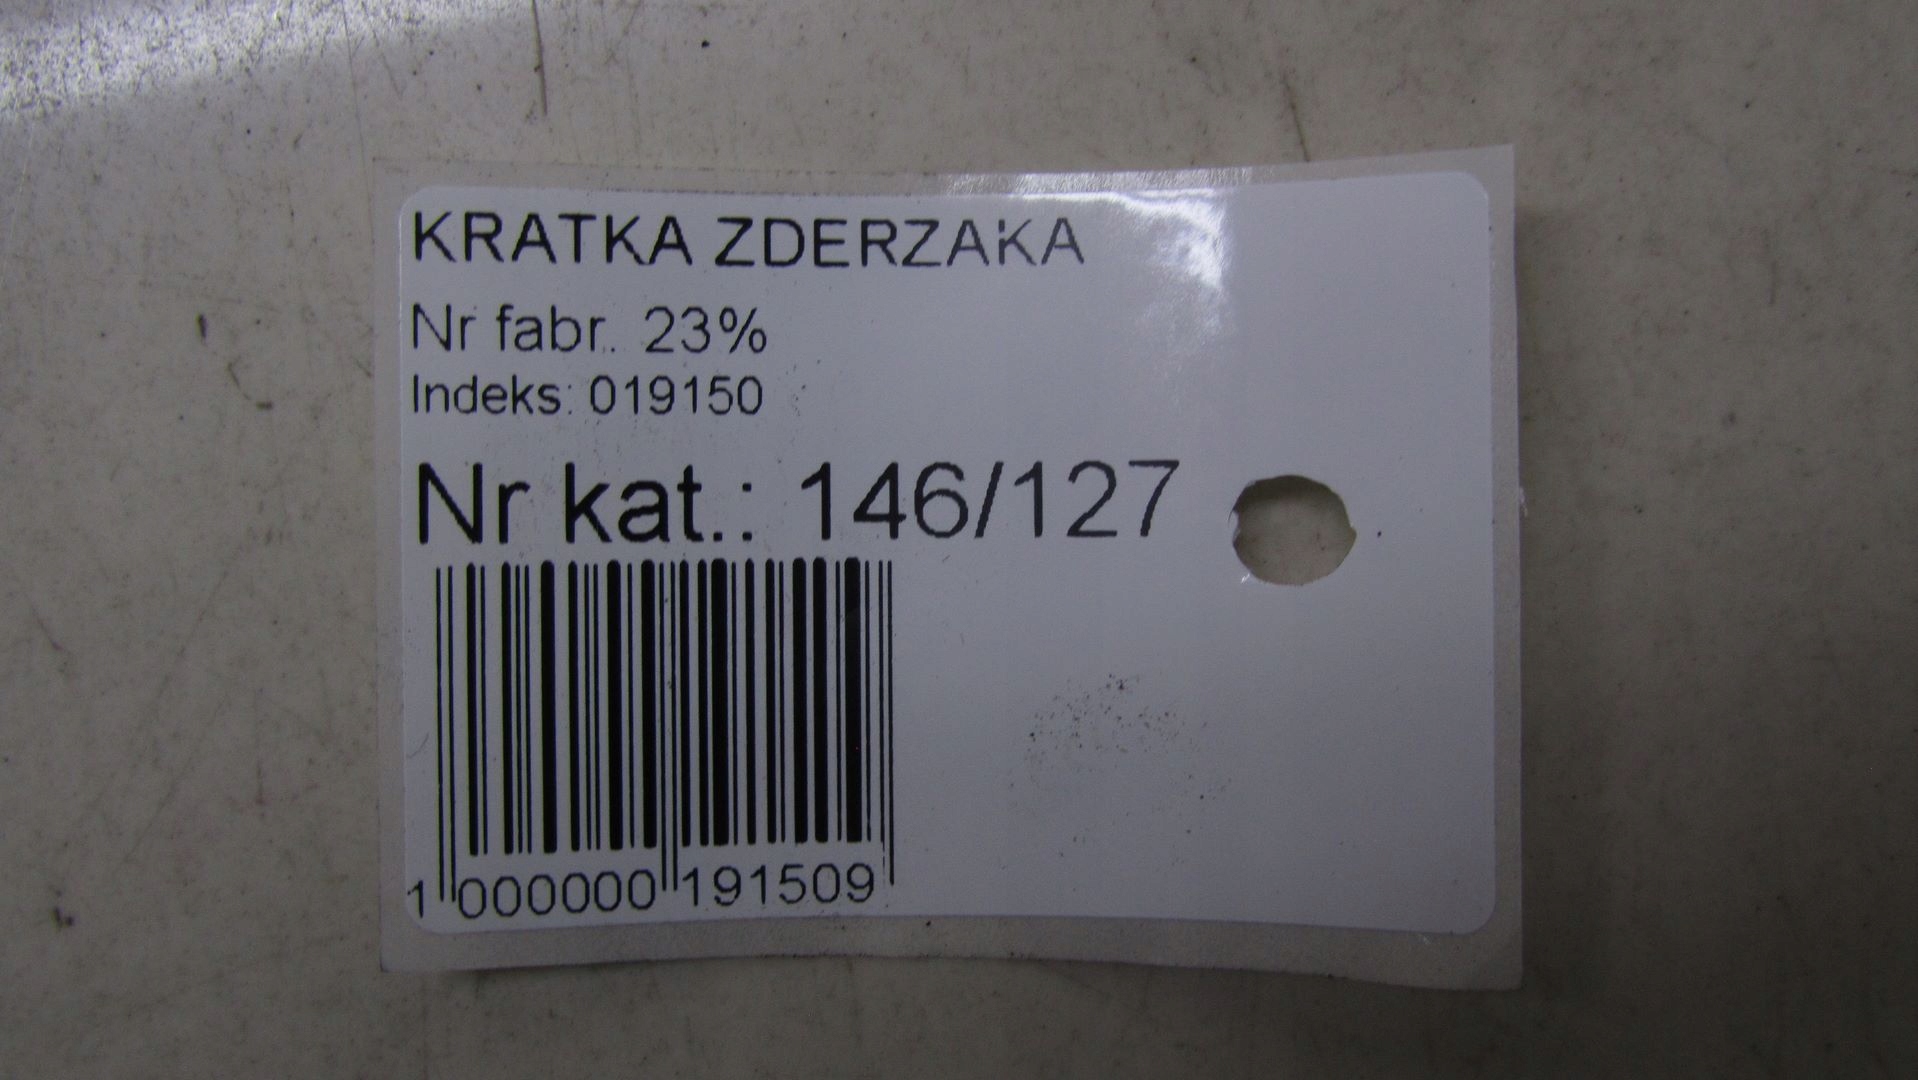 KRATKA ZDERZAKA
Nr fabr. 23%
Indeks: 019150
Nr kat.: 146/127
1 000000 191509